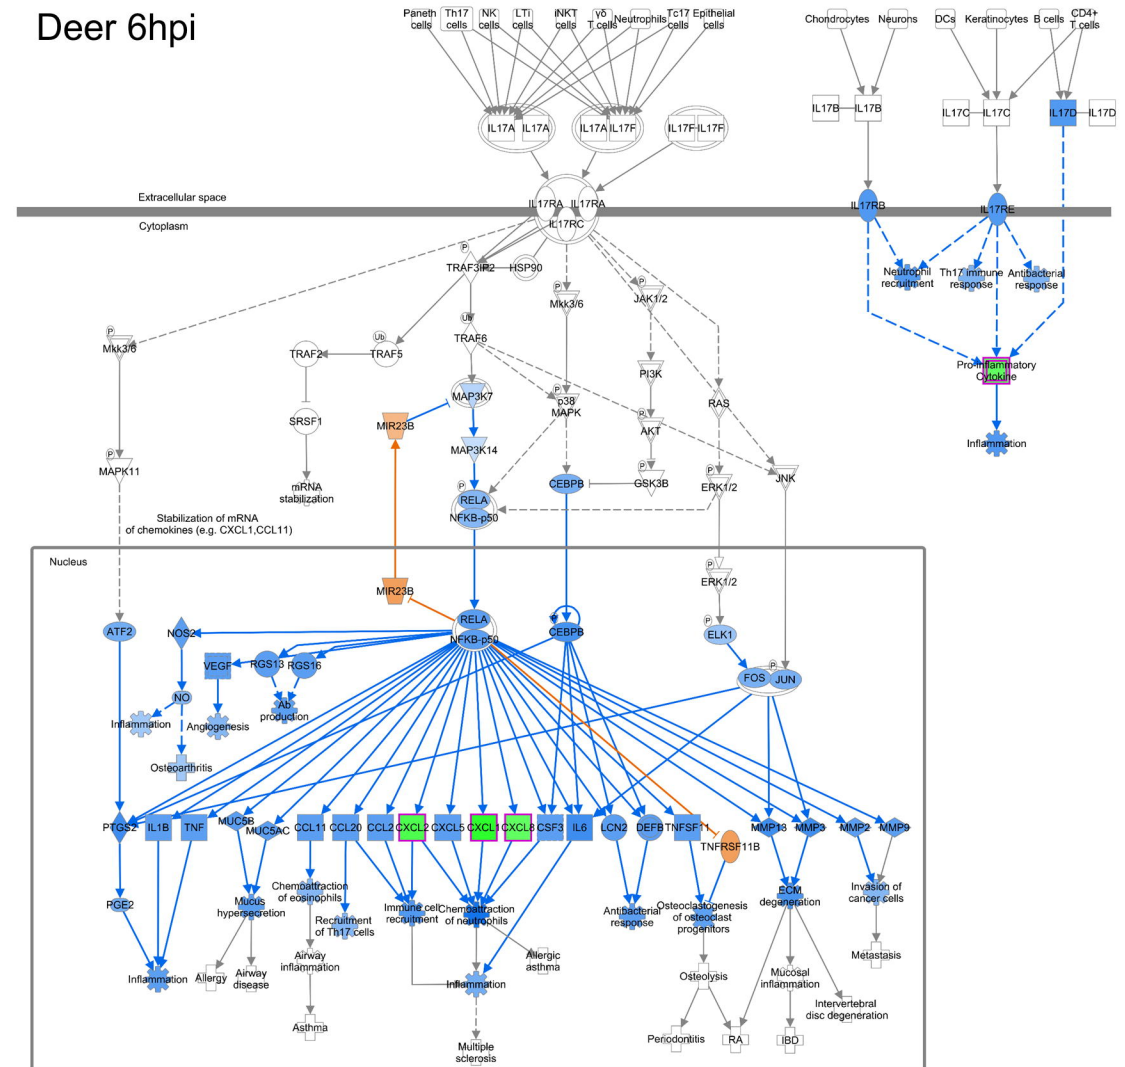 Deer 6hpi
Paneth
cells
Th17
cells
NK
cells
LTi
cells
iNKT
cells
γδ
T cells
Neutrophils
Tc17
cells
Epithelial
cells
Chondrocytes
Neurons
DCs
Keratinocytes
B cells
CD4+
T cells
IL17A
IL17A
IL17A
IL17F
IL17F
IL17F
IL17B
IL17B
IL17C
IL17C
IL17D
IL17D
Extracellular space
IL17RA
IL17RA
IL17RC
IL17RB
IL17RE
Cytoplasm
P
TRAF3IP2
HSP90
Neutrophil
recruitment
Th17 immune
response
Antibacterial
response
P
Mkk3/6
P
JAK1/2
P
Mkk3/6
Ub
TRAF6
Ub
TRAF5
TRAF2
Pro-inflammatory
Cytokine
PI3K
MAP3K7
P
p38
MAPK
RAS
SRSF1
MIR23B
P
AKT
Inflammation
MAP3K14
P
MAPK11
mRNA
stabilization
P
RELA
NFKB-p50
CEBPB
P
GSK3B
P
ERK1/2
JNK
Stabilization of mRNA
of chemokines (e.g. CXCL1,CCL11)
Nucleus
MIR23B
P
ERK1/2
ATF2
NOS2
RELA
NFKB-p50
P
CEBPB
P
ELK1
VEGF
RGS13
RGS16
P
FOS
JUN
NO
Ab
production
Inflammation
Angiogenesis
Osteoarthritis
PTGS2
IL1B
TNF
MUC5B
MUC5AC
CCL11
CCL20
CCL2
CXCL2
CXCL5
CXCL1
CXCL8
CSF3
IL6
LCN2
DEFB
TNFSF11
TNFRSF11B
MMP13
MMP3
MMP2
MMP9
PGE2
Mucus
hypersecretion
Chemoattraction
of eosinophils
Recruitment
of Th17 cells
Immune cell
recruitment
Chemoattraction
of neutrophils
Antibacterial
response
Osteoclastogenesis
of osteoclast
progenitors
ECM
degeneration
Invasion of
cancer cells
Inflammation
Allergy
Airway
disease
Airway
inflammation
Inflammation
Allergic
asthma
Osteolysis
Mucosal
inflammation
Metastasis
Intervertebral
disc degeneration
Asthma
Multiple
sclerosis
Periodontitis
RA
IBD